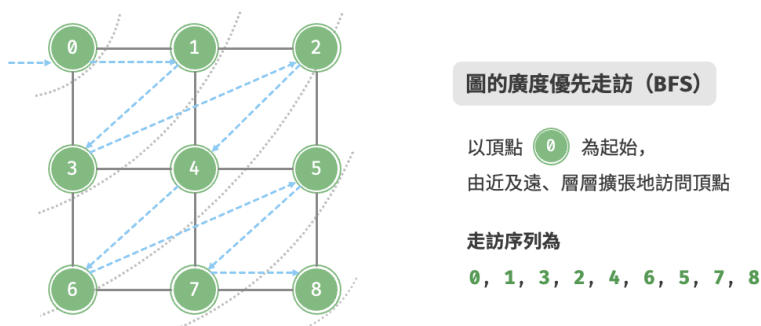 0 1 2
3 4 5
6 7 8
圖的廣度優先走訪（BFS）
以頂點 0 為起始，
由近及遠、層層擴張地訪問頂點
走訪序列為
0, 1, 3, 2, 4, 6, 5, 7, 8